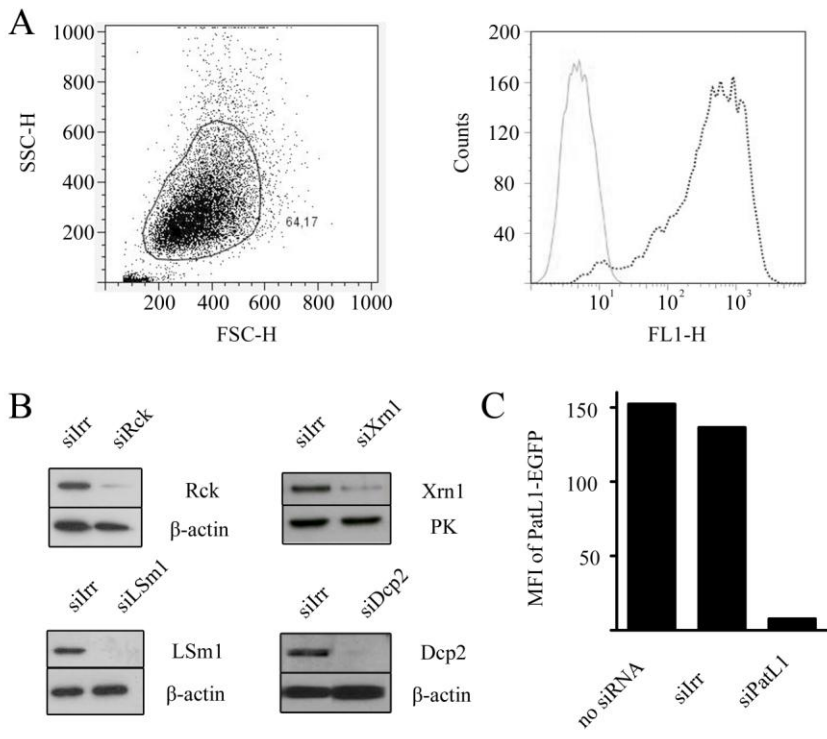 A
1000
800
600
400
200
SSC-H
64,17
200 400 600 800 1000
FSC-H
200
160
120
80
40
0
Counts
10¹ 10² 10³
FL1-H
B
siIrr siRck
Rck
β-actin
siIrr siXrn1
Xrn1
PK
siIrr siLSm1
LSm1
β-actin
siIrr siDcp2
Dcp2
β-actin
C
150
100
50
MFI of PatL1-EGFP
no siRNA siIrr siPatL1